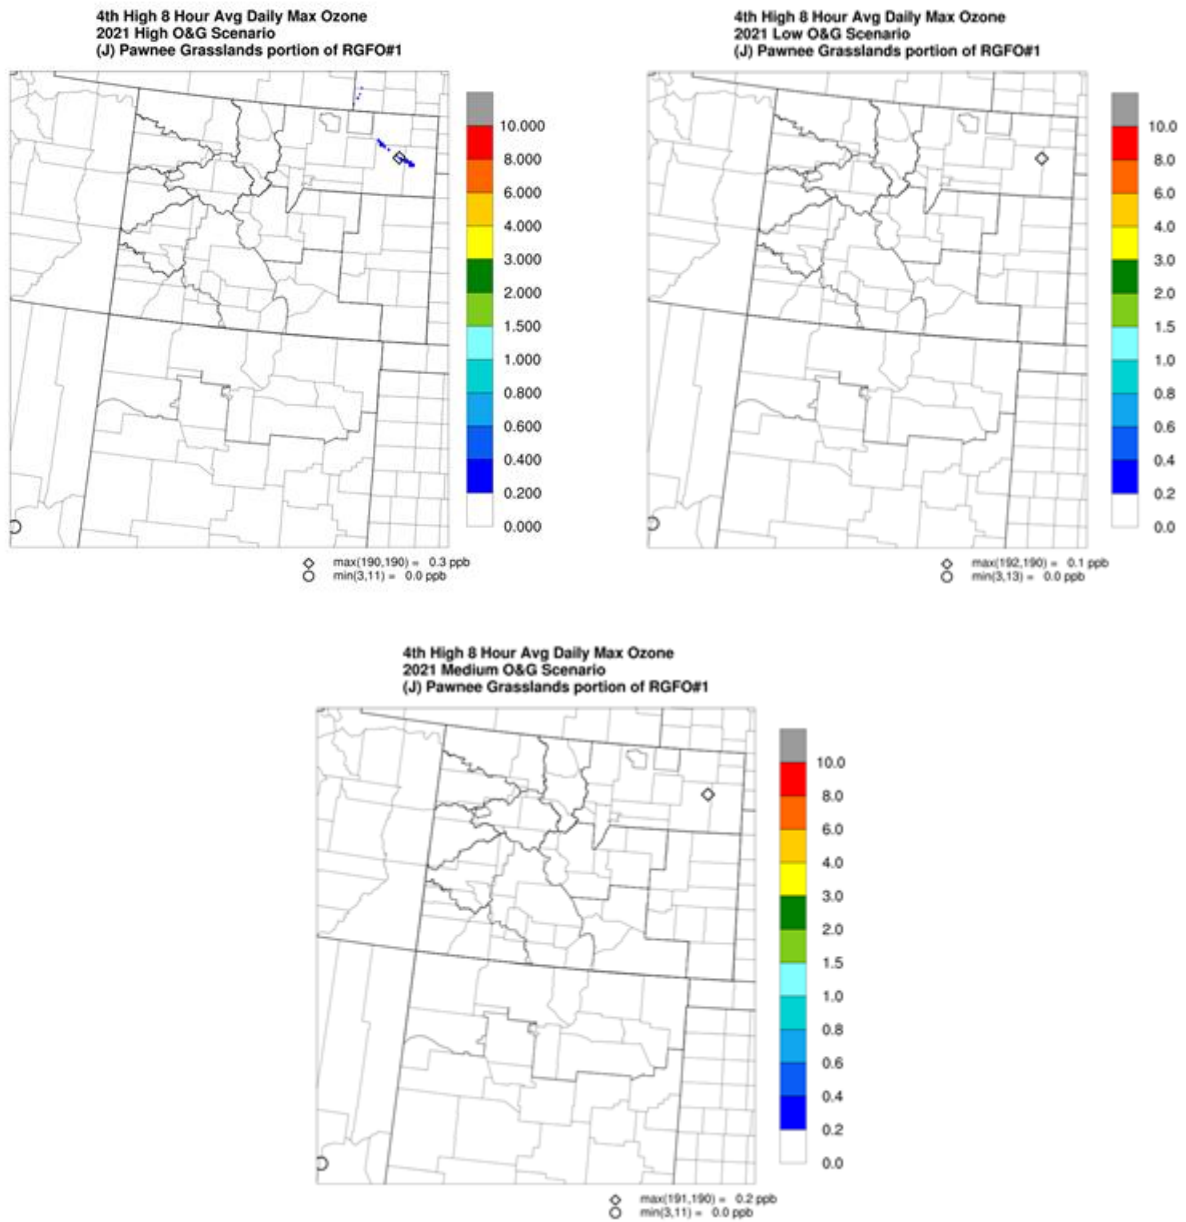 4th High 8 Hour Avg Daily Max Ozone
2021 High O&G Scenario
(J) Pawnee Grasslands portion of RGFO#1
10.000
8.000
6.000
4.000
3.000
2.000
1.500
1.000
0.800
0.600
0.400
0.200
0.000
max(190,190) = 0.3 ppb
min(3,11) = 0.0 ppb
4th High 8 Hour Avg Daily Max Ozone
2021 Low O&G Scenario
(J) Pawnee Grasslands portion of RGFO#1
10.0
8.0
6.0
4.0
3.0
2.0
1.5
1.0
0.8
0.6
0.4
0.2
0.0
max(192,190) = 0.1 ppb
min(3,13) = 0.0 ppb
4th High 8 Hour Avg Daily Max Ozone
2021 Medium O&G Scenario
(J) Pawnee Grasslands portion of RGFO#1
10.0
8.0
6.0
4.0
3.0
2.0
1.5
1.0
0.8
0.6
0.4
0.2
0.0
max(191,190) = 0.2 ppb
min(3,11) = 0.0 ppb